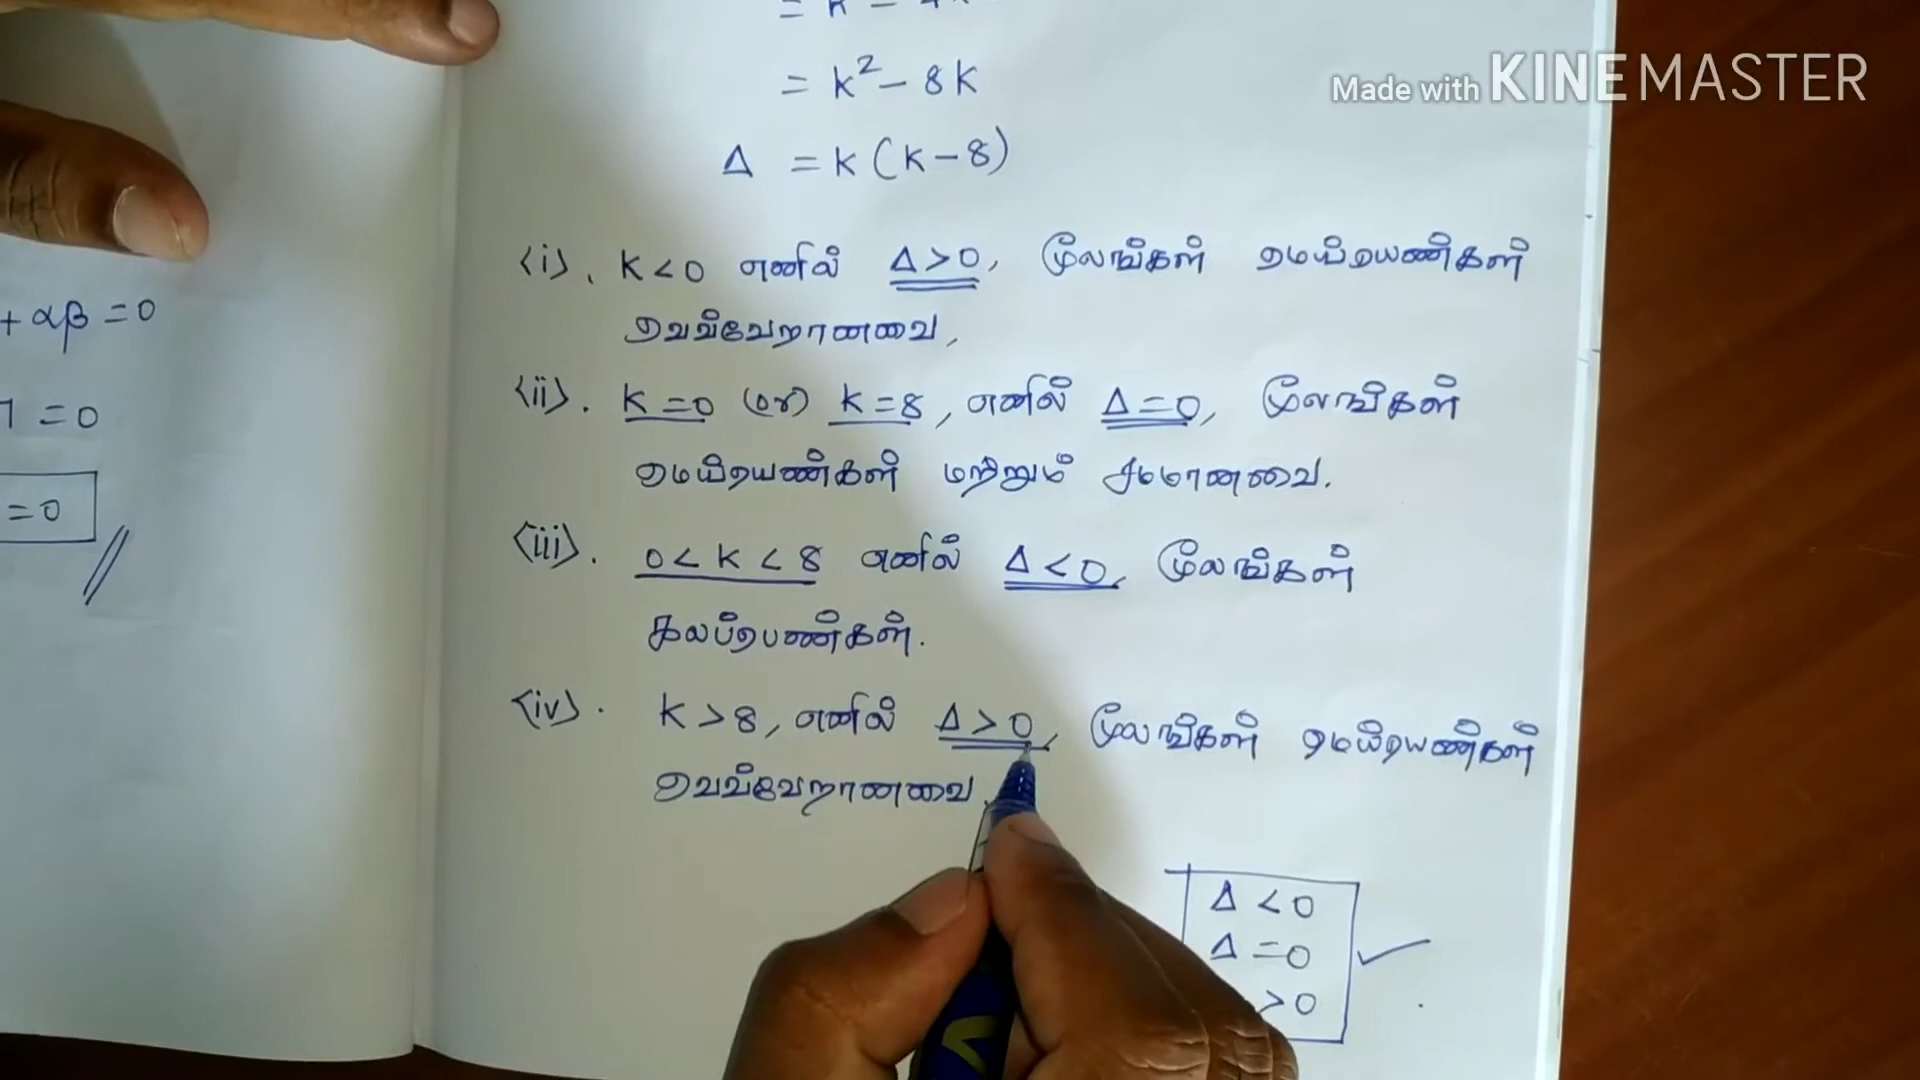 = k² - 8k
Δ = k (k-8)
(i). k<0 எனில் Δ>0, மூலங்கள் மெய்யெண்கள்
வெவ்வேறானவை,
(ii). k=0 (or) k=8, எனில் Δ=0, மூலங்கள்
மெய்யெண்கள் மற்றும் சமமானவை.
(iii). 0<k<8 எனில் Δ<0, மூலங்கள்
கலப்பெண்கள்.
(iv). k>8, எனில் Δ>0, மூலங்கள் மெய்யெண்கள்
வெவ்வேறானவை.
Δ <0
Δ =0
>0
+ αβ =0
=0
=0
Made with KINEMASTER